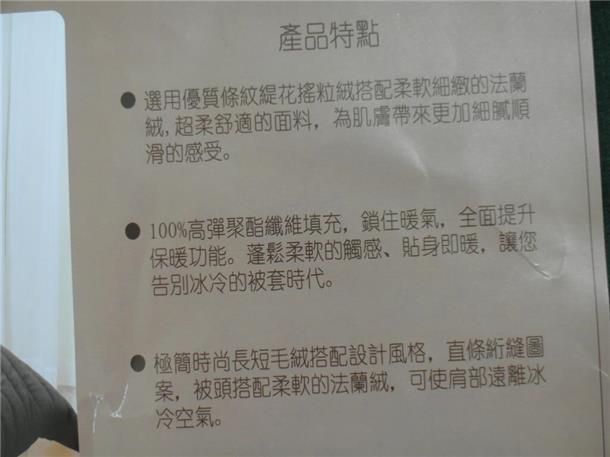 產品特點
● 選用優質條紋緹花搖粒絨搭配柔軟細緻的法蘭
絨,超柔舒適的面料，為肌膚帶來更加細膩順
滑的感受。
● 100%高彈聚酯纖維填充，鎖住暖氣，全面提升
保暖功能。蓬鬆柔軟的觸感、貼身即暖，讓您
告別冰冷的被套時代。
● 極簡時尚長短毛絨搭配設計風格，直條絎縫圖
案，被頭搭配柔軟的法蘭絨，可使肩部遠離冰
冷空氣。